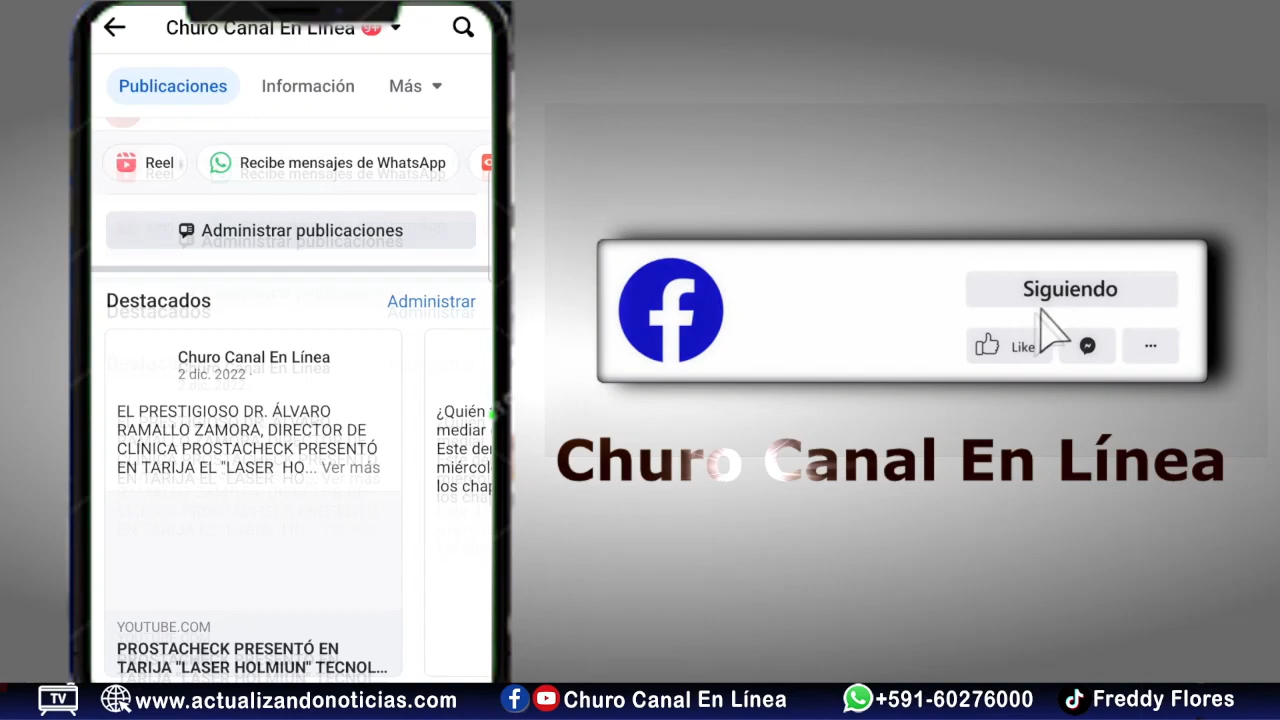 Churo Canal En Línea 9+
Publicaciones Información Más
Reel Recibe mensajes de WhatsApp
Administrar publicaciones
Destacados Administrar
Churo Canal En Línea
2 dic. 2022
EL PRESTIGIOSO DR. ÁLVARO
RAMALLO ZAMORA, DIRECTOR DE
CLÍNICA PROSTACHECK PRESENTÓ
EN TARIJA EL "LASER HO... Ver más
¿Quién
mediar
Este
los
YOUTUBE.COM
PROSTACHECK PRESENTÓ EN
TARIJA "LASER HOLMIUN" TECNOL...
Siguiendo
Like
Churo Canal En Línea
TV www.actualizandonoticias.com Churo Canal En Línea +591-60276000 Freddy Flores